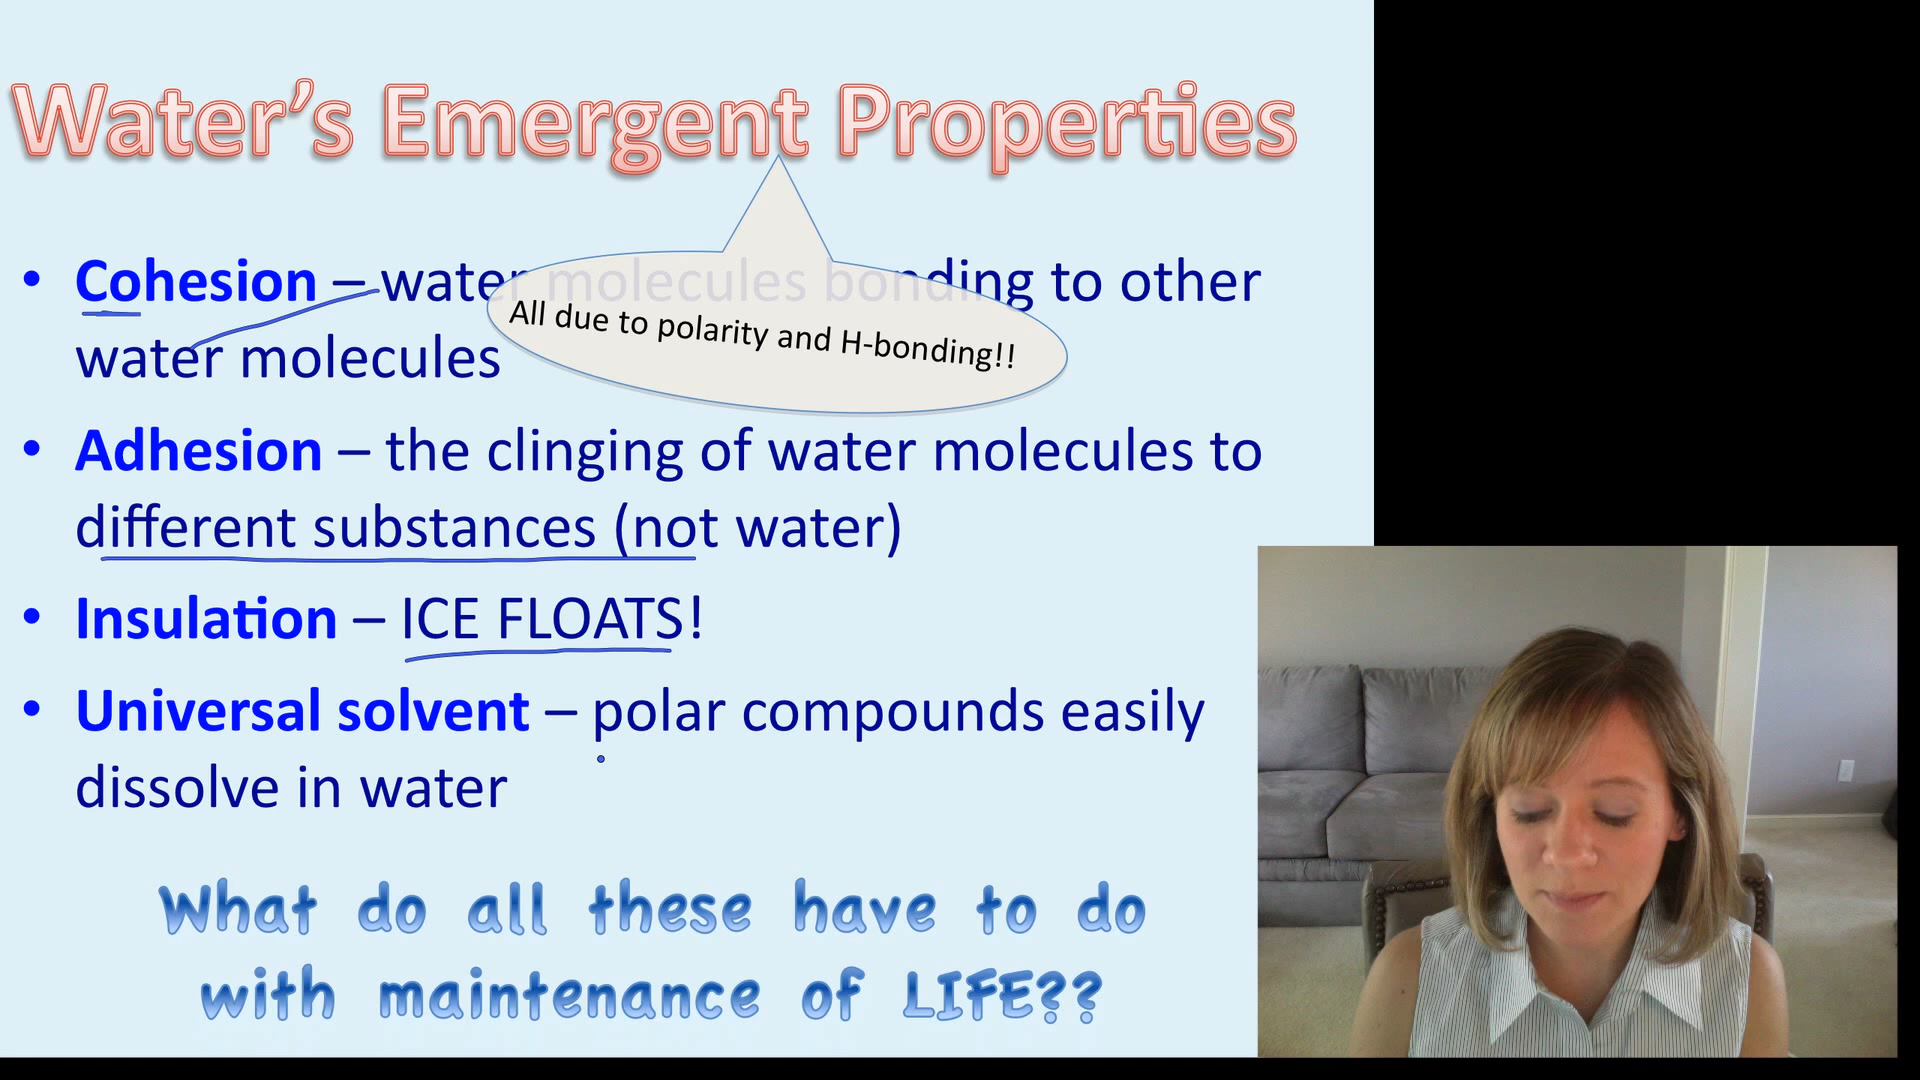 Water’s Emergent Properties
• Cohesion – water molecules bonding to other
water molecules
All due to polarity and H-bonding!!
• Adhesion – the clinging of water molecules to
different substances (not water)
• Insulation – ICE FLOATS!
• Universal solvent – polar compounds easily
dissolve in water
What do all these have to do
with maintenance of LIFE??